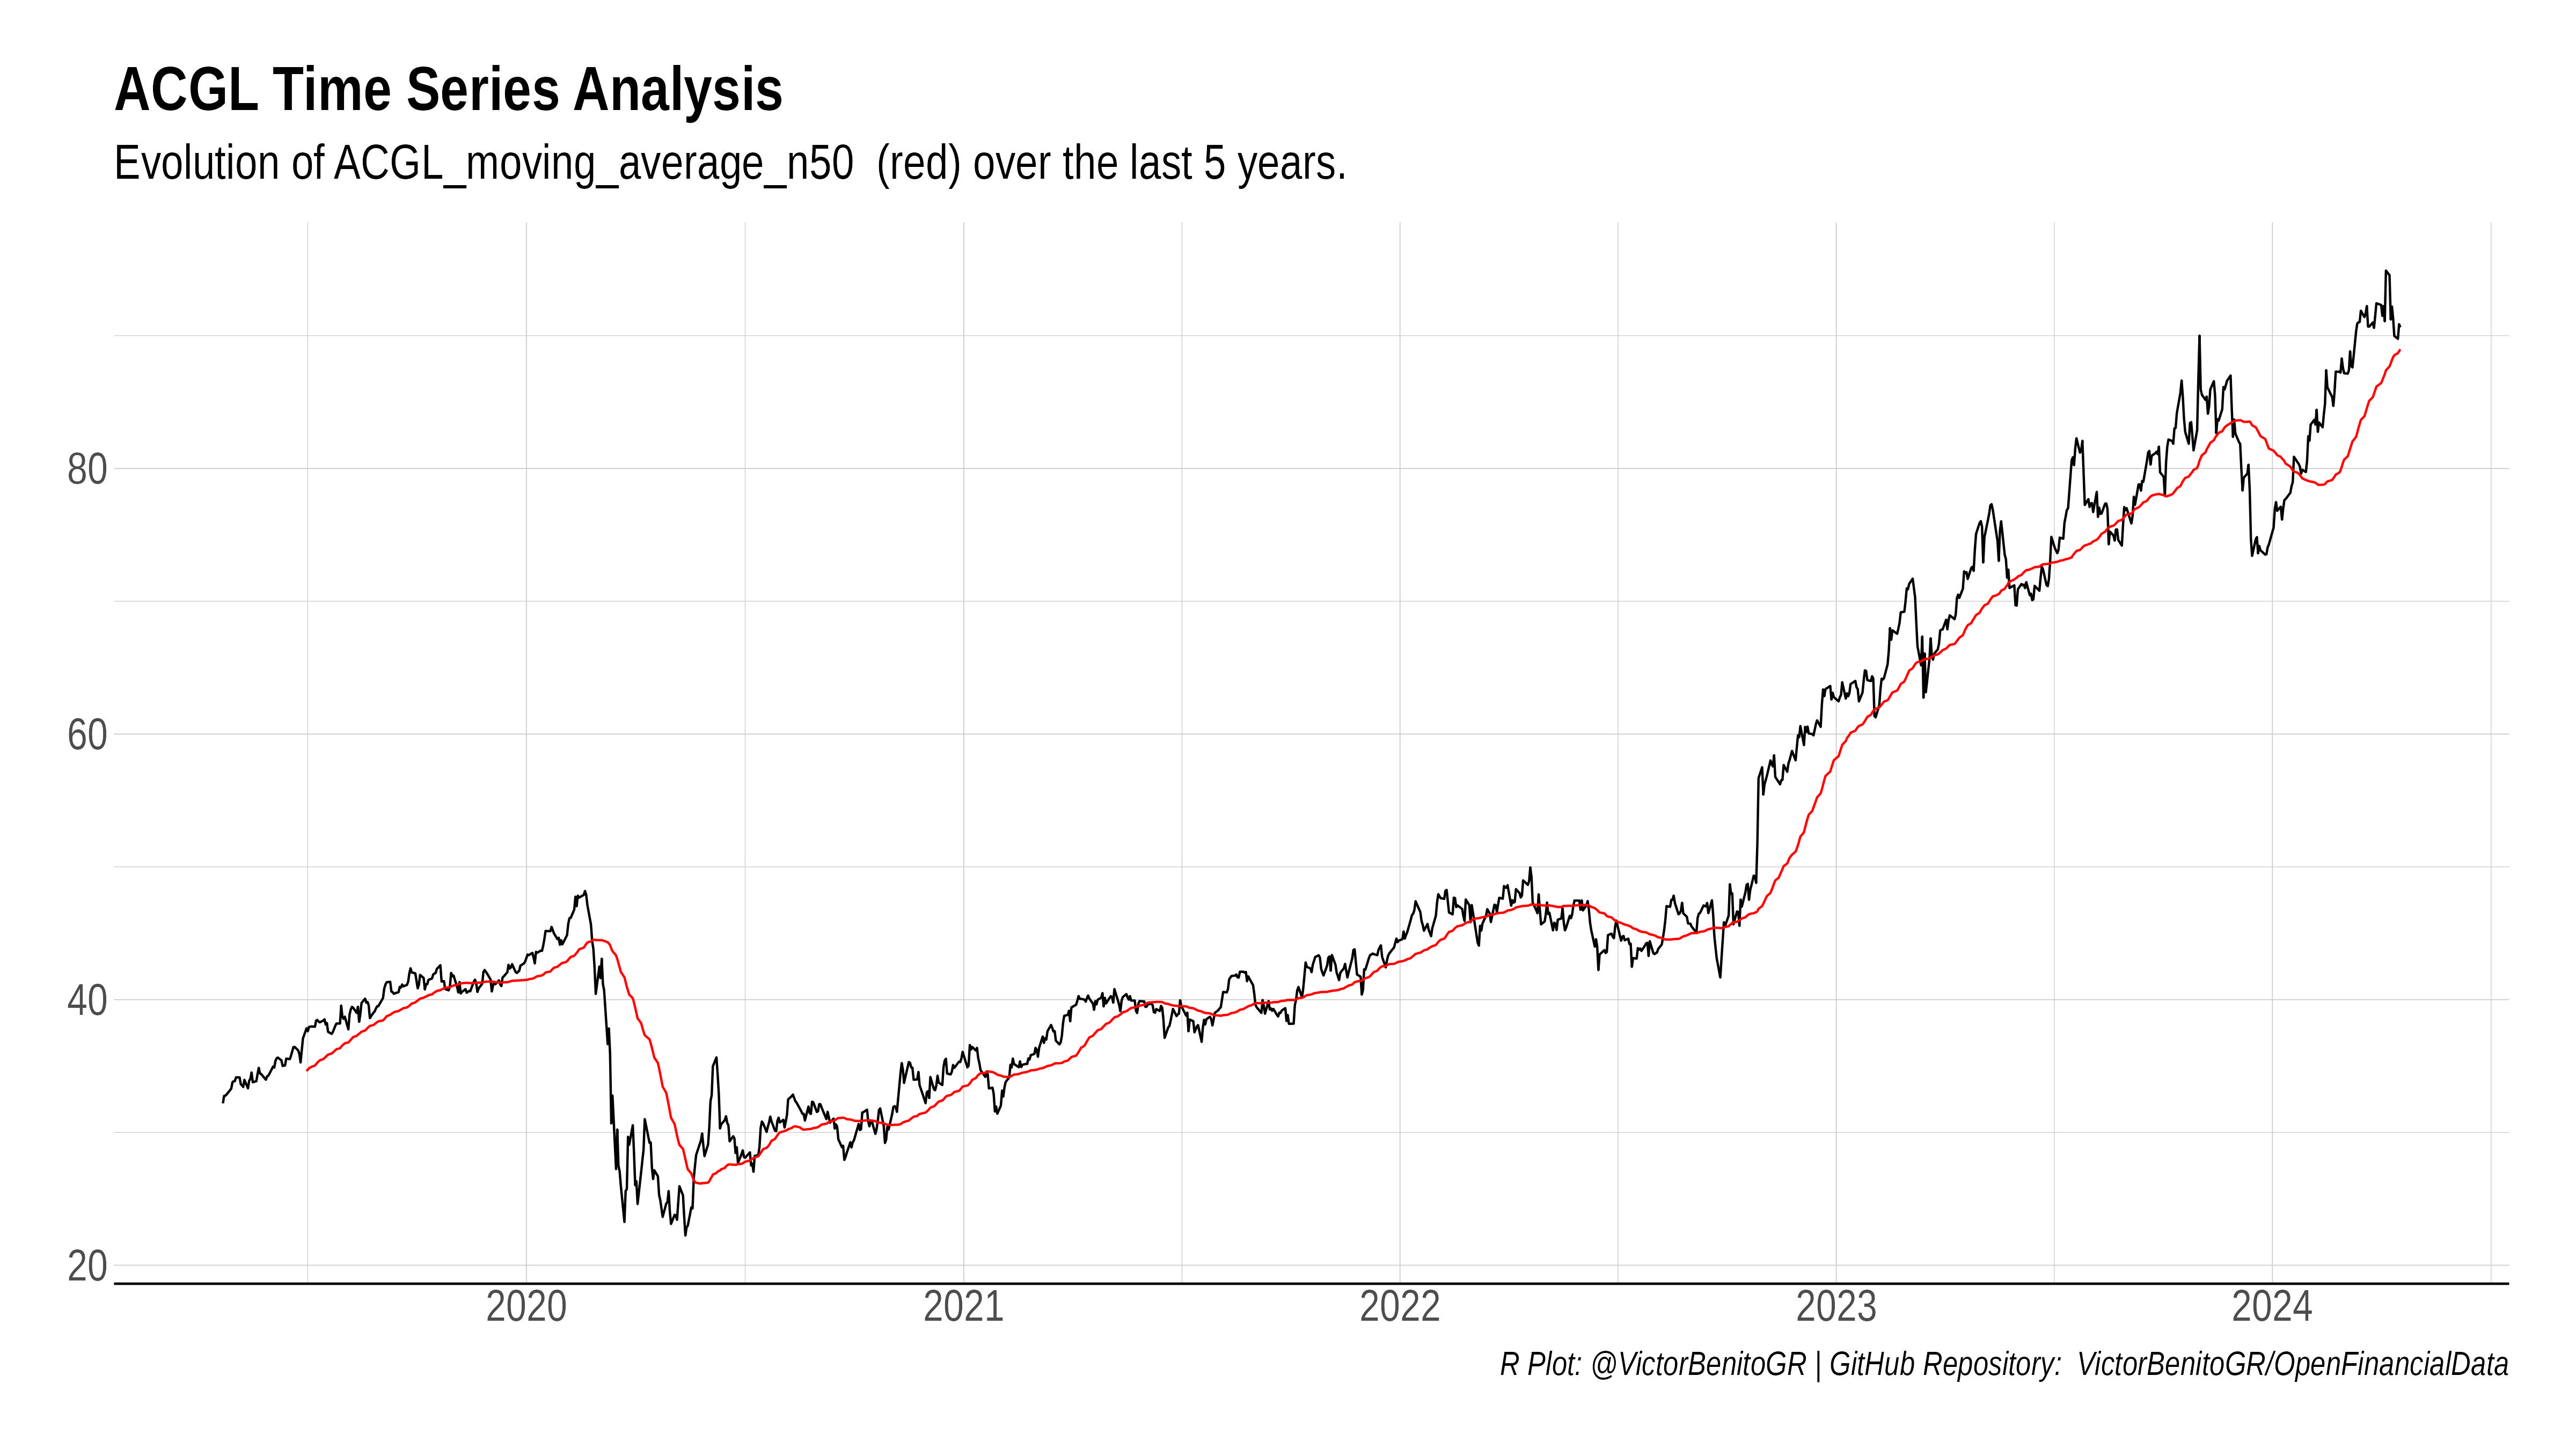 ACGL Time Series Analysis
Evolution of ACGL_moving_average_n50  (red) over the last 5 years.
80
60
40
20
2020 2021 2022 2023 2024
R Plot: @VictorBenitoGR | GitHub Repository:  VictorBenitoGR/OpenFinancialData